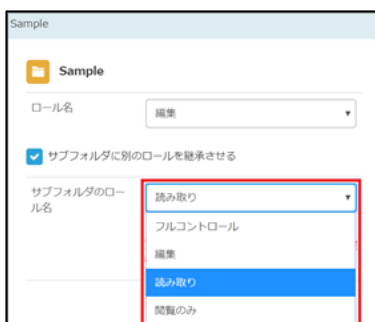 Sample
Sample
ロール名
編集
サブフォルダに別のロールを継承させる
サブフォルダのロー
ル名
読み取り
フルコントロール
編集
読み取り
閲覧のみ